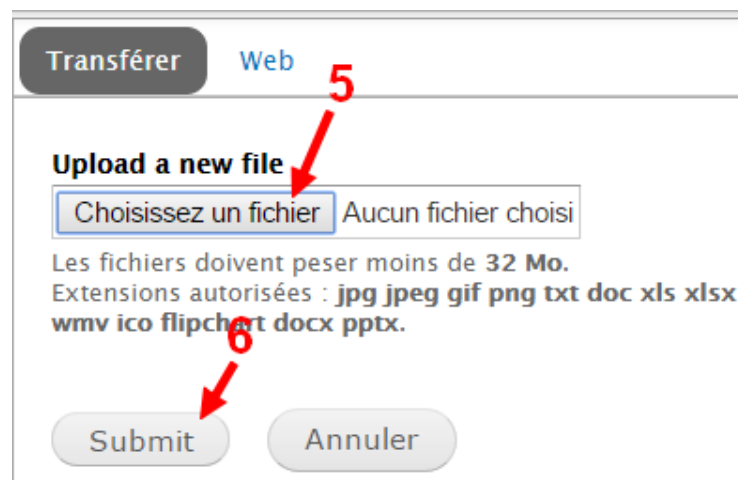 Transférer Web
5
Upload a new file
Choisissez un fichier Aucun fichier choisi
Les fichiers doivent peser moins de 32 Mo.
Extensions autorisées : jpg jpeg gif png txt doc xls xlsx
wmv ico flipchart docx pptx.
6
Submit Annuler